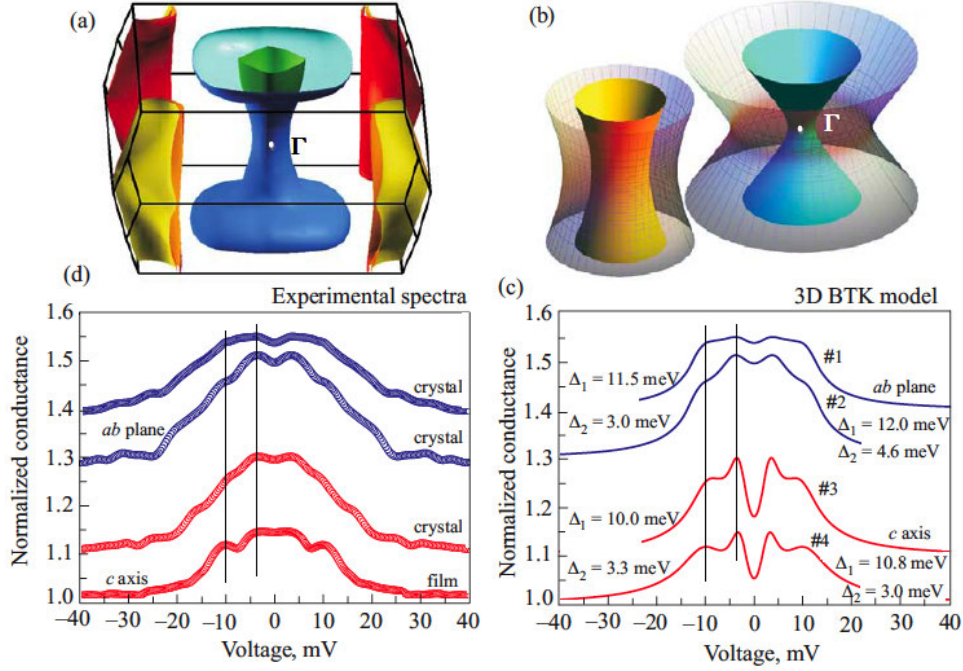 (a)
Γ
(b)
Γ
(d)
Experimental spectra
Normalized conductance
1.6
1.5
1.4
1.3
1.2
1.1
1.0
crystal
ab plane
crystal
crystal
c axis
film
−40 −30 −20 −10 0 10 20 30 40
Voltage, mV
(c)
3D BTK model
Normalized conductance
1.6
1.5
1.4
1.3
1.2
1.1
1.0
#1
Δ1 = 11.5 meV
ab plane
#2
Δ2 = 3.0 meV
Δ1 = 12.0 meV
Δ2 = 4.6 meV
#3
Δ1 = 10.0 meV
c axis
#4
Δ2 = 3.3 meV
Δ1 = 10.8 meV
Δ2 = 3.0 meV
−40 −30 −20 −10 0 10 20 30 40
Voltage, mV